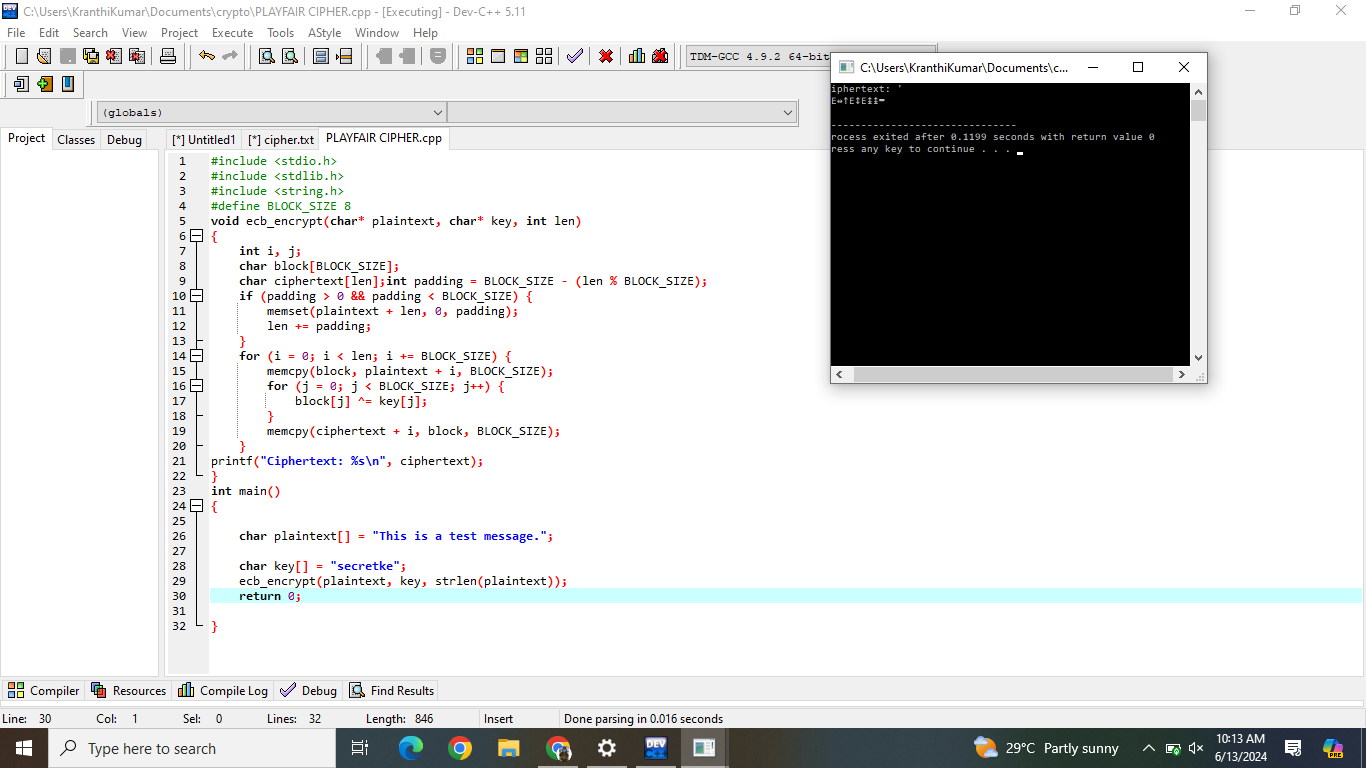 C:\Users\KranthiKumar\Documents\crypto\PLAYFAIR CIPHER.cpp - [Executing] - Dev-C++ 5.11
File Edit Search View Project Execute Tools AStyle Window Help
TDM-GCC 4.9.2 64-bit
(globals)
Project Classes Debug
[*] Untitled1 [*] cipher.txt PLAYFAIR CIPHER.cpp
1 #include <stdio.h>
2 #include <stdlib.h>
3 #include <string.h>
4 #define BLOCK_SIZE 8
5 void ecb_encrypt(char* plaintext, char* key, int len)
6 {
7 int i, j;
8 char block[BLOCK_SIZE];
9 char ciphertext[len];int padding = BLOCK_SIZE - (len % BLOCK_SIZE);
10 if (padding > 0 && padding < BLOCK_SIZE) {
11 memset(plaintext + len, 0, padding);
12 len += padding;
13 }
14 for (i = 0; i < len; i += BLOCK_SIZE) {
15 memcpy(block, plaintext + i, BLOCK_SIZE);
16 for (j = 0; j < BLOCK_SIZE; j++) {
17 block[j] ^= key[j];
18 }
19 memcpy(ciphertext + i, block, BLOCK_SIZE);
20 }
21 printf("Ciphertext: %s\n", ciphertext);
22 }
23 int main()
24 {
25
26 char plaintext[] = "This is a test message.";
27
28 char key[] = "secretke";
29 ecb_encrypt(plaintext, key, strlen(plaintext));
30 return 0;
31
32 }
C:\Users\KranthiKumar\Documents\c...
iphertext: '
-------------------------------
rocess exited after 0.1199 seconds with return value 0
ress any key to continue . . .
Compiler Resources Compile Log Debug Find Results
Line: 30 Col: 1 Sel: 0 Lines: 32 Length: 846 Insert Done parsing in 0.016 seconds
Type here to search
DEV
29°C Partly sunny
10:13 AM
6/13/2024
PRE